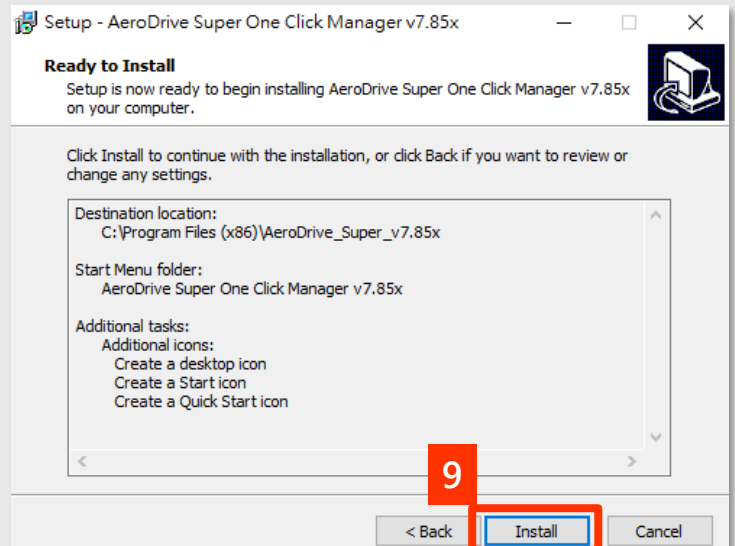 Setup - AeroDrive Super One Click Manager v7.85x
Ready to Install
Setup is now ready to begin installing AeroDrive Super One Click Manager v7.85x
on your computer.
Click Install to continue with the installation, or click Back if you want to review or
change any settings.
Destination location:
C:\Program Files (x86)\AeroDrive_Super_v7.85x
Start Menu folder:
AeroDrive Super One Click Manager v7.85x
Additional tasks:
Additional icons:
Create a desktop icon
Create a Start icon
Create a Quick Start icon
9
< Back Install Cancel